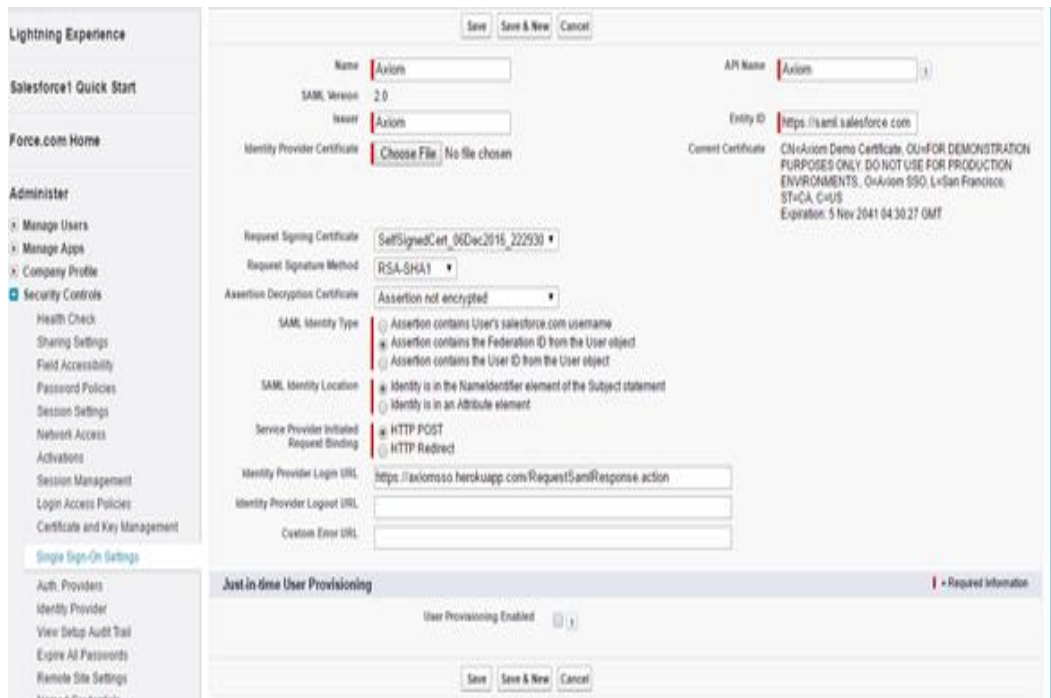 Lightning Experience
Salesforce1 Quick Start
Force.com Home
Administer
Manage Users
Manage Apps
Company Profile
Security Controls
Health Check
Sharing Settings
Field Accessibility
Password Policies
Session Settings
Network Access
Activations
Session Management
Login Access Policies
Certificate and Key Management
Single Sign-On Settings
Auth. Providers
Identity Provider
View Setup Audit Trail
Expire All Passwords
Remote Site Settings
Named Credentials
Save Save & New Cancel
Name Axiom API Name Axiom i
SAML Version 2.0
Issuer Axiom Entity ID https://saml.salesforce.com
Identity Provider Certificate Choose File No file chosen Current Certificate CN=Axiom Demo Certificate, OU=FOR DEMONSTRATION
PURPOSES ONLY. DO NOT USE FOR PRODUCTION
ENVIRONMENTS., O=Axiom SSO, L=San Francisco,
ST=CA, C=US
Expiration: 5 Nov 2041 04:30:27 GMT
Request Signing Certificate SelfSignedCert_06Dec2016_222930
Request Signature Method RSA-SHA1
Assertion Decryption Certificate Assertion not encrypted
SAML Identity Type Assertion contains User's salesforce.com username
Assertion contains the Federation ID from the User object
Assertion contains the User ID from the User object
SAML Identity Location Identity is in the NameIdentifier element of the Subject statement
Identity is in an Attribute element
Service Provider Initiated Request Binding HTTP POST
HTTP Redirect
Identity Provider Login URL https://axiomsso.herokuapp.com/RequestSamlResponse.action
Identity Provider Logout URL
Custom Error URL
Just-in-time User Provisioning = Required Information
User Provisioning Enabled i
Save Save & New Cancel